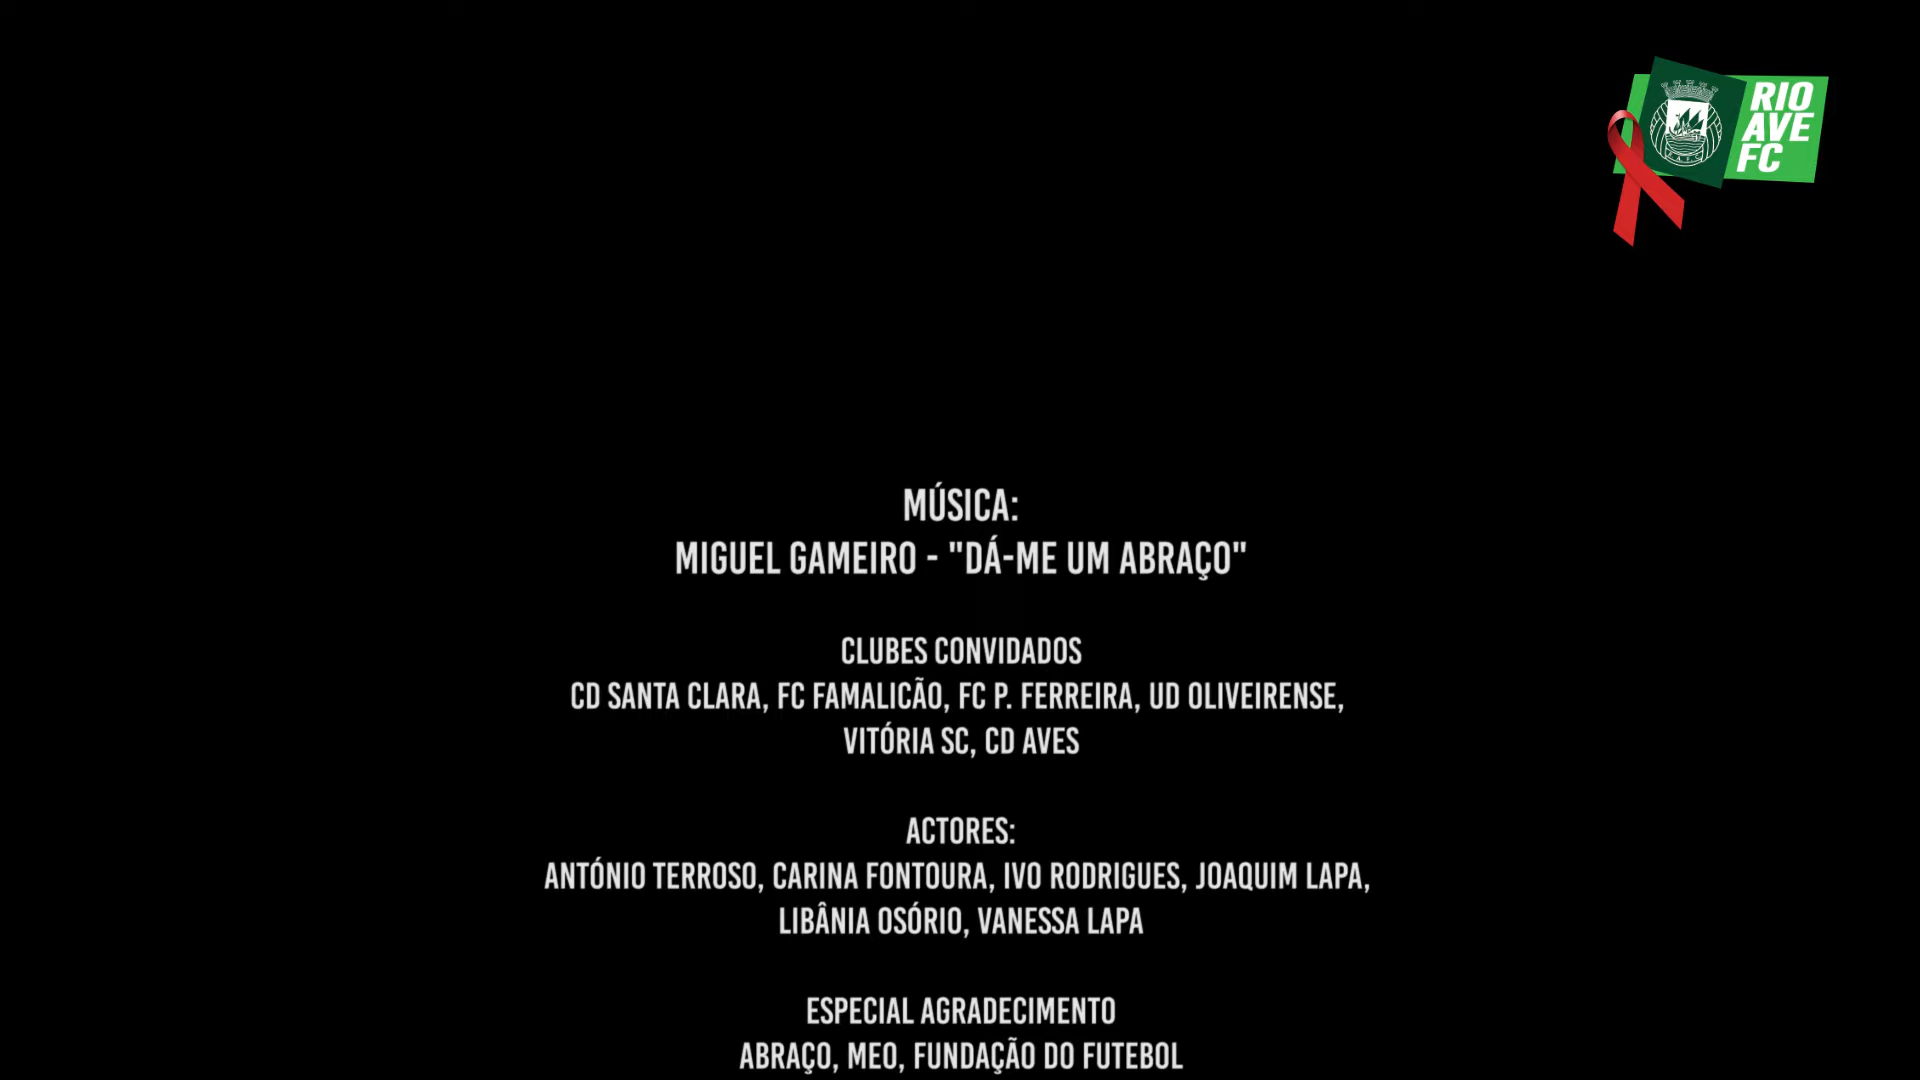 RIO
AVE
FC
MÚSICA:
MIGUEL GAMEIRO - "DÁ-ME UM ABRAÇO"
CLUBES CONVIDADOS
CD SANTA CLARA, FC FAMALICÃO, FC P. FERREIRA, UD OLIVEIRENSE,
VITÓRIA SC, CD AVES
ACTORES:
ANTÓNIO TERROSO, CARINA FONTOURA, IVO RODRIGUES, JOAQUIM LAPA,
LIBÂNIA OSÓRIO, VANESSA LAPA
ESPECIAL AGRADECIMENTO
ABRAÇO, MEO, FUNDAÇÃO DO FUTEBOL